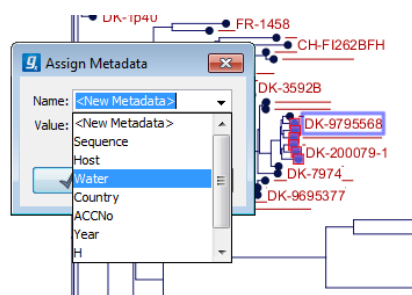 DK-1p40
FR-1458
CH-FI262BFH
Assign Metadata
DK-3592B
Name: <New Metadata>
Value:
<New Metadata>
Sequence
Host
Water
Country
ACCNo
Year
H
DK-9795568
DK-200079-1
DK-7974
DK-9695377